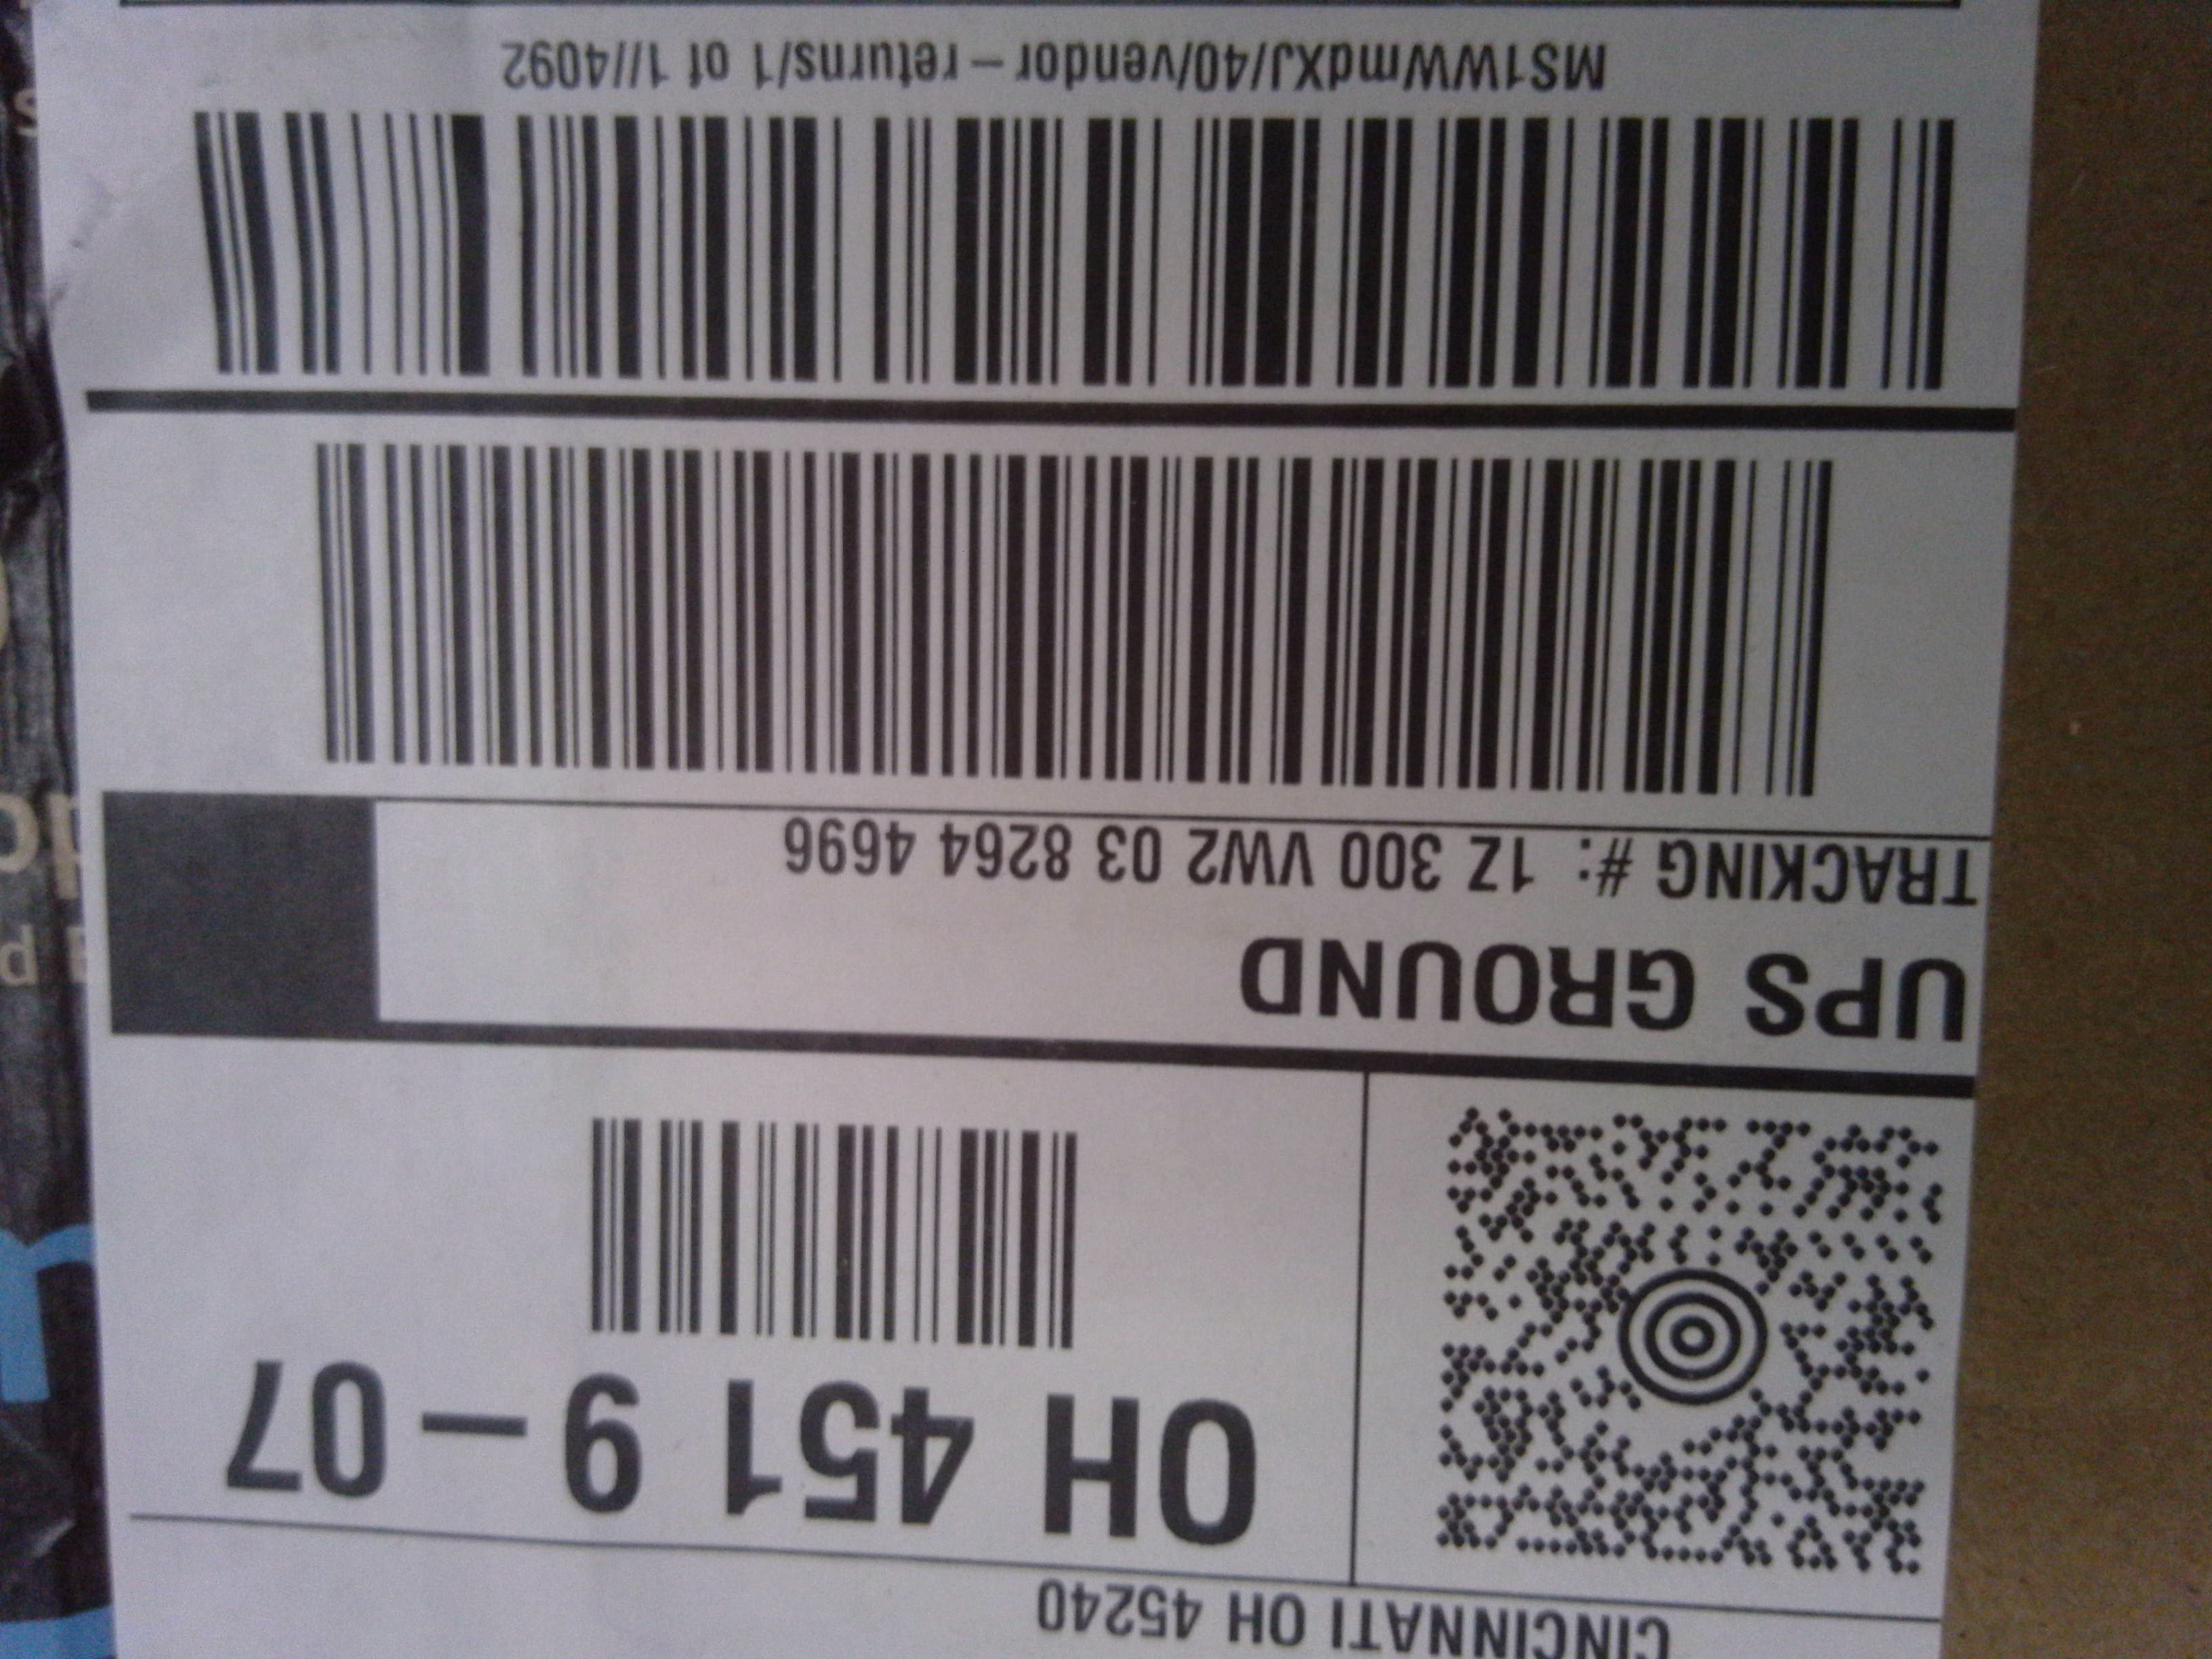 CINCINNATI OH 45240
OH 451 9 – 07
UPS GROUND
TRACKING #: 1Z 300 VW2 03 8264 4696
MS1WWmdXJ/40/vendor – returns/1 of 1//4092